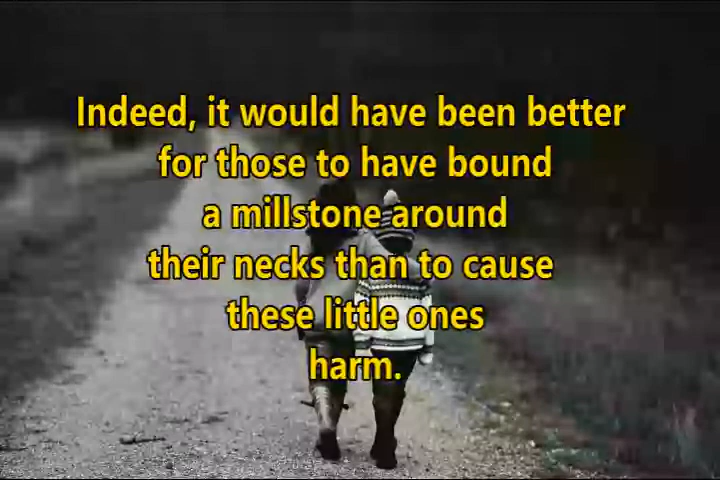 Indeed, it would have been better
for those to have bound
a millstone around
their necks than to cause
these little ones
harm.